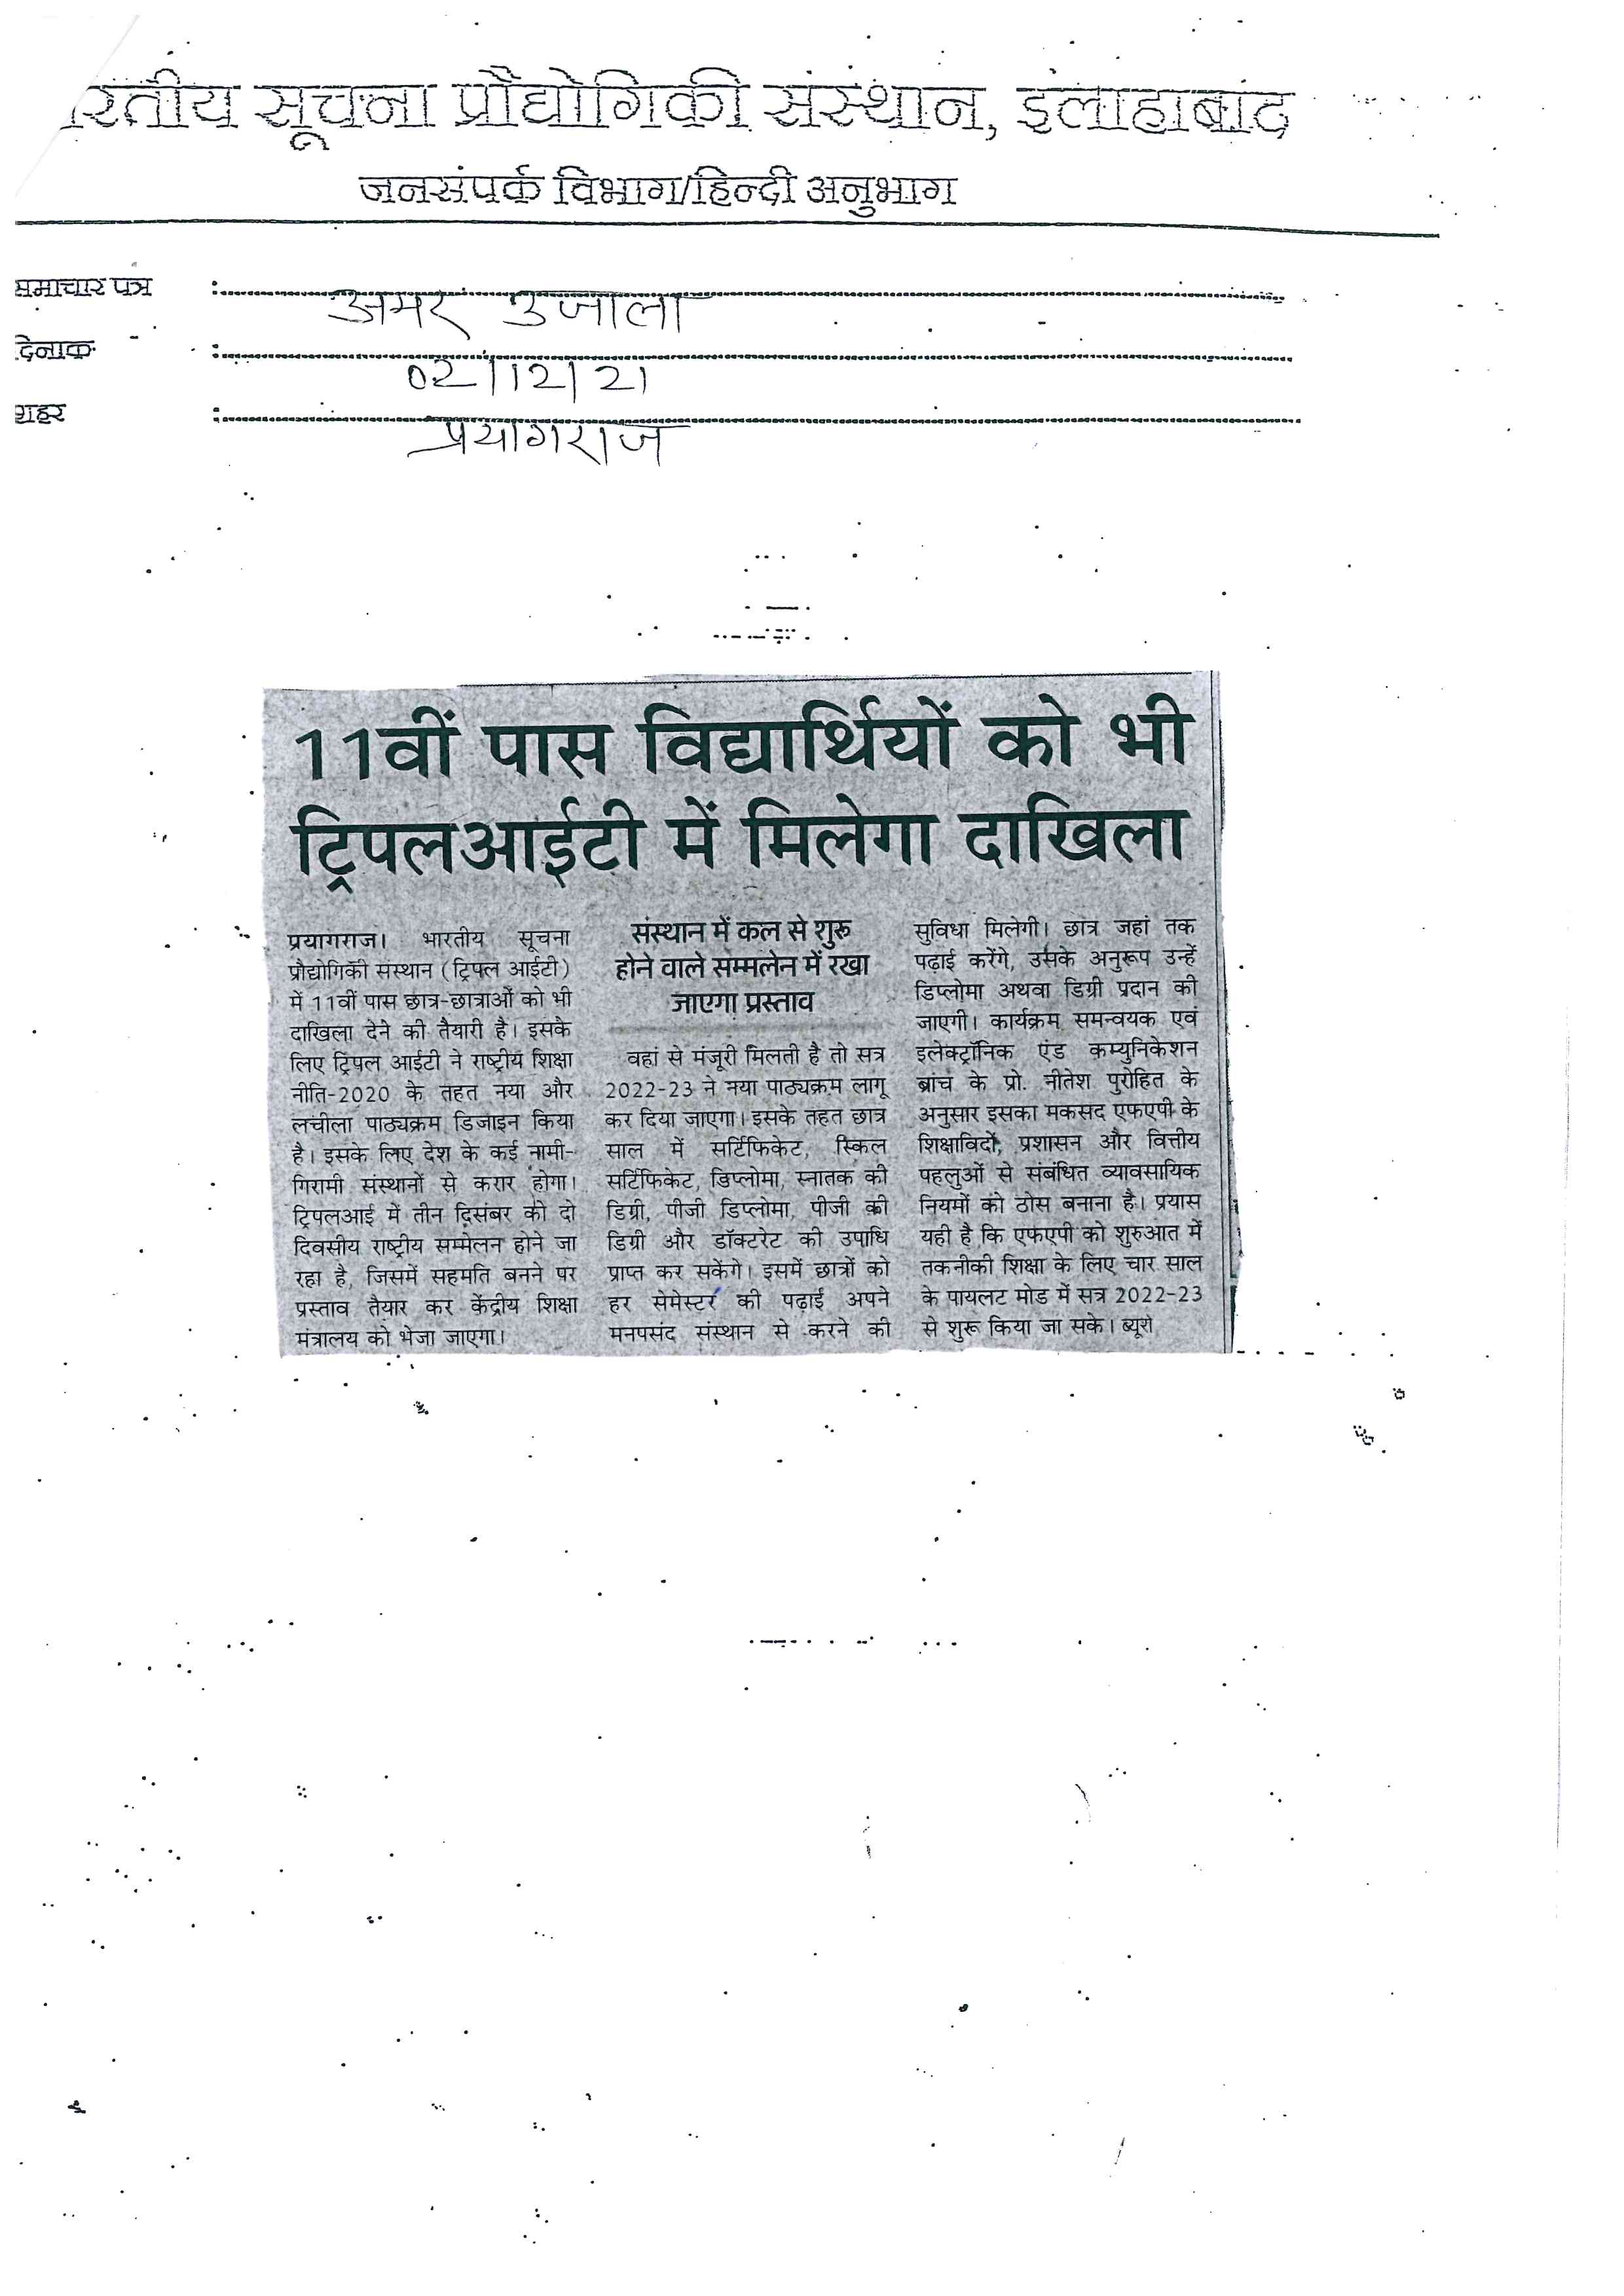 रतीय सूचना प्रौद्योगिकी संस्थान, इलाहाबाद
जनसंपर्क विभाग/हिन्दी अनुभाग
समाचार पत्र : अमर उजाला
देनाक : 02/12/21
शहर : प्रयागराज
11वीं पास विद्यार्थियों को भी
ट्रिपलआईटी में मिलेगा दाखिला
प्रयागराज। भारतीय सूचना
प्रौद्योगिकी संस्थान (ट्रिपल आईटी)
में 11वीं पास छात्र-छात्राओं को भी
दाखिला देने की तैयारी है। इसके
लिए ट्रिपल आईटी ने राष्ट्रीय शिक्षा
नीति-2020 के तहत नया और
लचीला पाठ्यक्रम डिजाइन किया
है। इसके लिए देश के कई नामी-
गिरामी संस्थानों से करार होगा।
ट्रिपलआई में तीन दिसंबर को दो
दिवसीय राष्ट्रीय सम्मेलन होने जा
रहा है, जिसमें सहमति बनने पर
प्रस्ताव तैयार कर केंद्रीय शिक्षा
मंत्रालय को भेजा जाएगा।
संस्थान में कल से शुरू
होने वाले सम्मलेन में रखा
जाएगा प्रस्ताव
वहां से मंजूरी मिलती है तो सत्र
2022-23 ने नया पाठ्यक्रम लागू
कर दिया जाएगा। इसके तहत छात्र
साल में सर्टिफिकेट, स्किल
सर्टिफिकेट, डिप्लोमा, स्नातक की
डिग्री, पीजी डिप्लोमा, पीजी की
डिग्री और डॉक्टरेट की उपाधि
प्राप्त कर सकेंगे। इसमें छात्रों को
हर सेमेस्टर की पढ़ाई अपने
मनपसंद संस्थान से करने की
सुविधा मिलेगी। छात्र जहां तक
पढ़ाई करेंगे, उसके अनुरूप उन्हें
डिप्लोमा अथवा डिग्री प्रदान की
जाएगी। कार्यक्रम समन्वयक एवं
इलेक्ट्रॉनिक एंड कम्युनिकेशन
ब्रांच के प्रो. नीतेश पुरोहित के
अनुसार इसका मकसद एफएपी के
शिक्षाविदों, प्रशासन और वित्तीय
पहलुओं से संबंधित व्यावसायिक
नियमों को ठोस बनाना है। प्रयास
यही है कि एफएपी को शुरुआत में
तकनीकी शिक्षा के लिए चार साल
के पायलट मोड में सत्र 2022-23
से शुरू किया जा सके। ब्यूरो